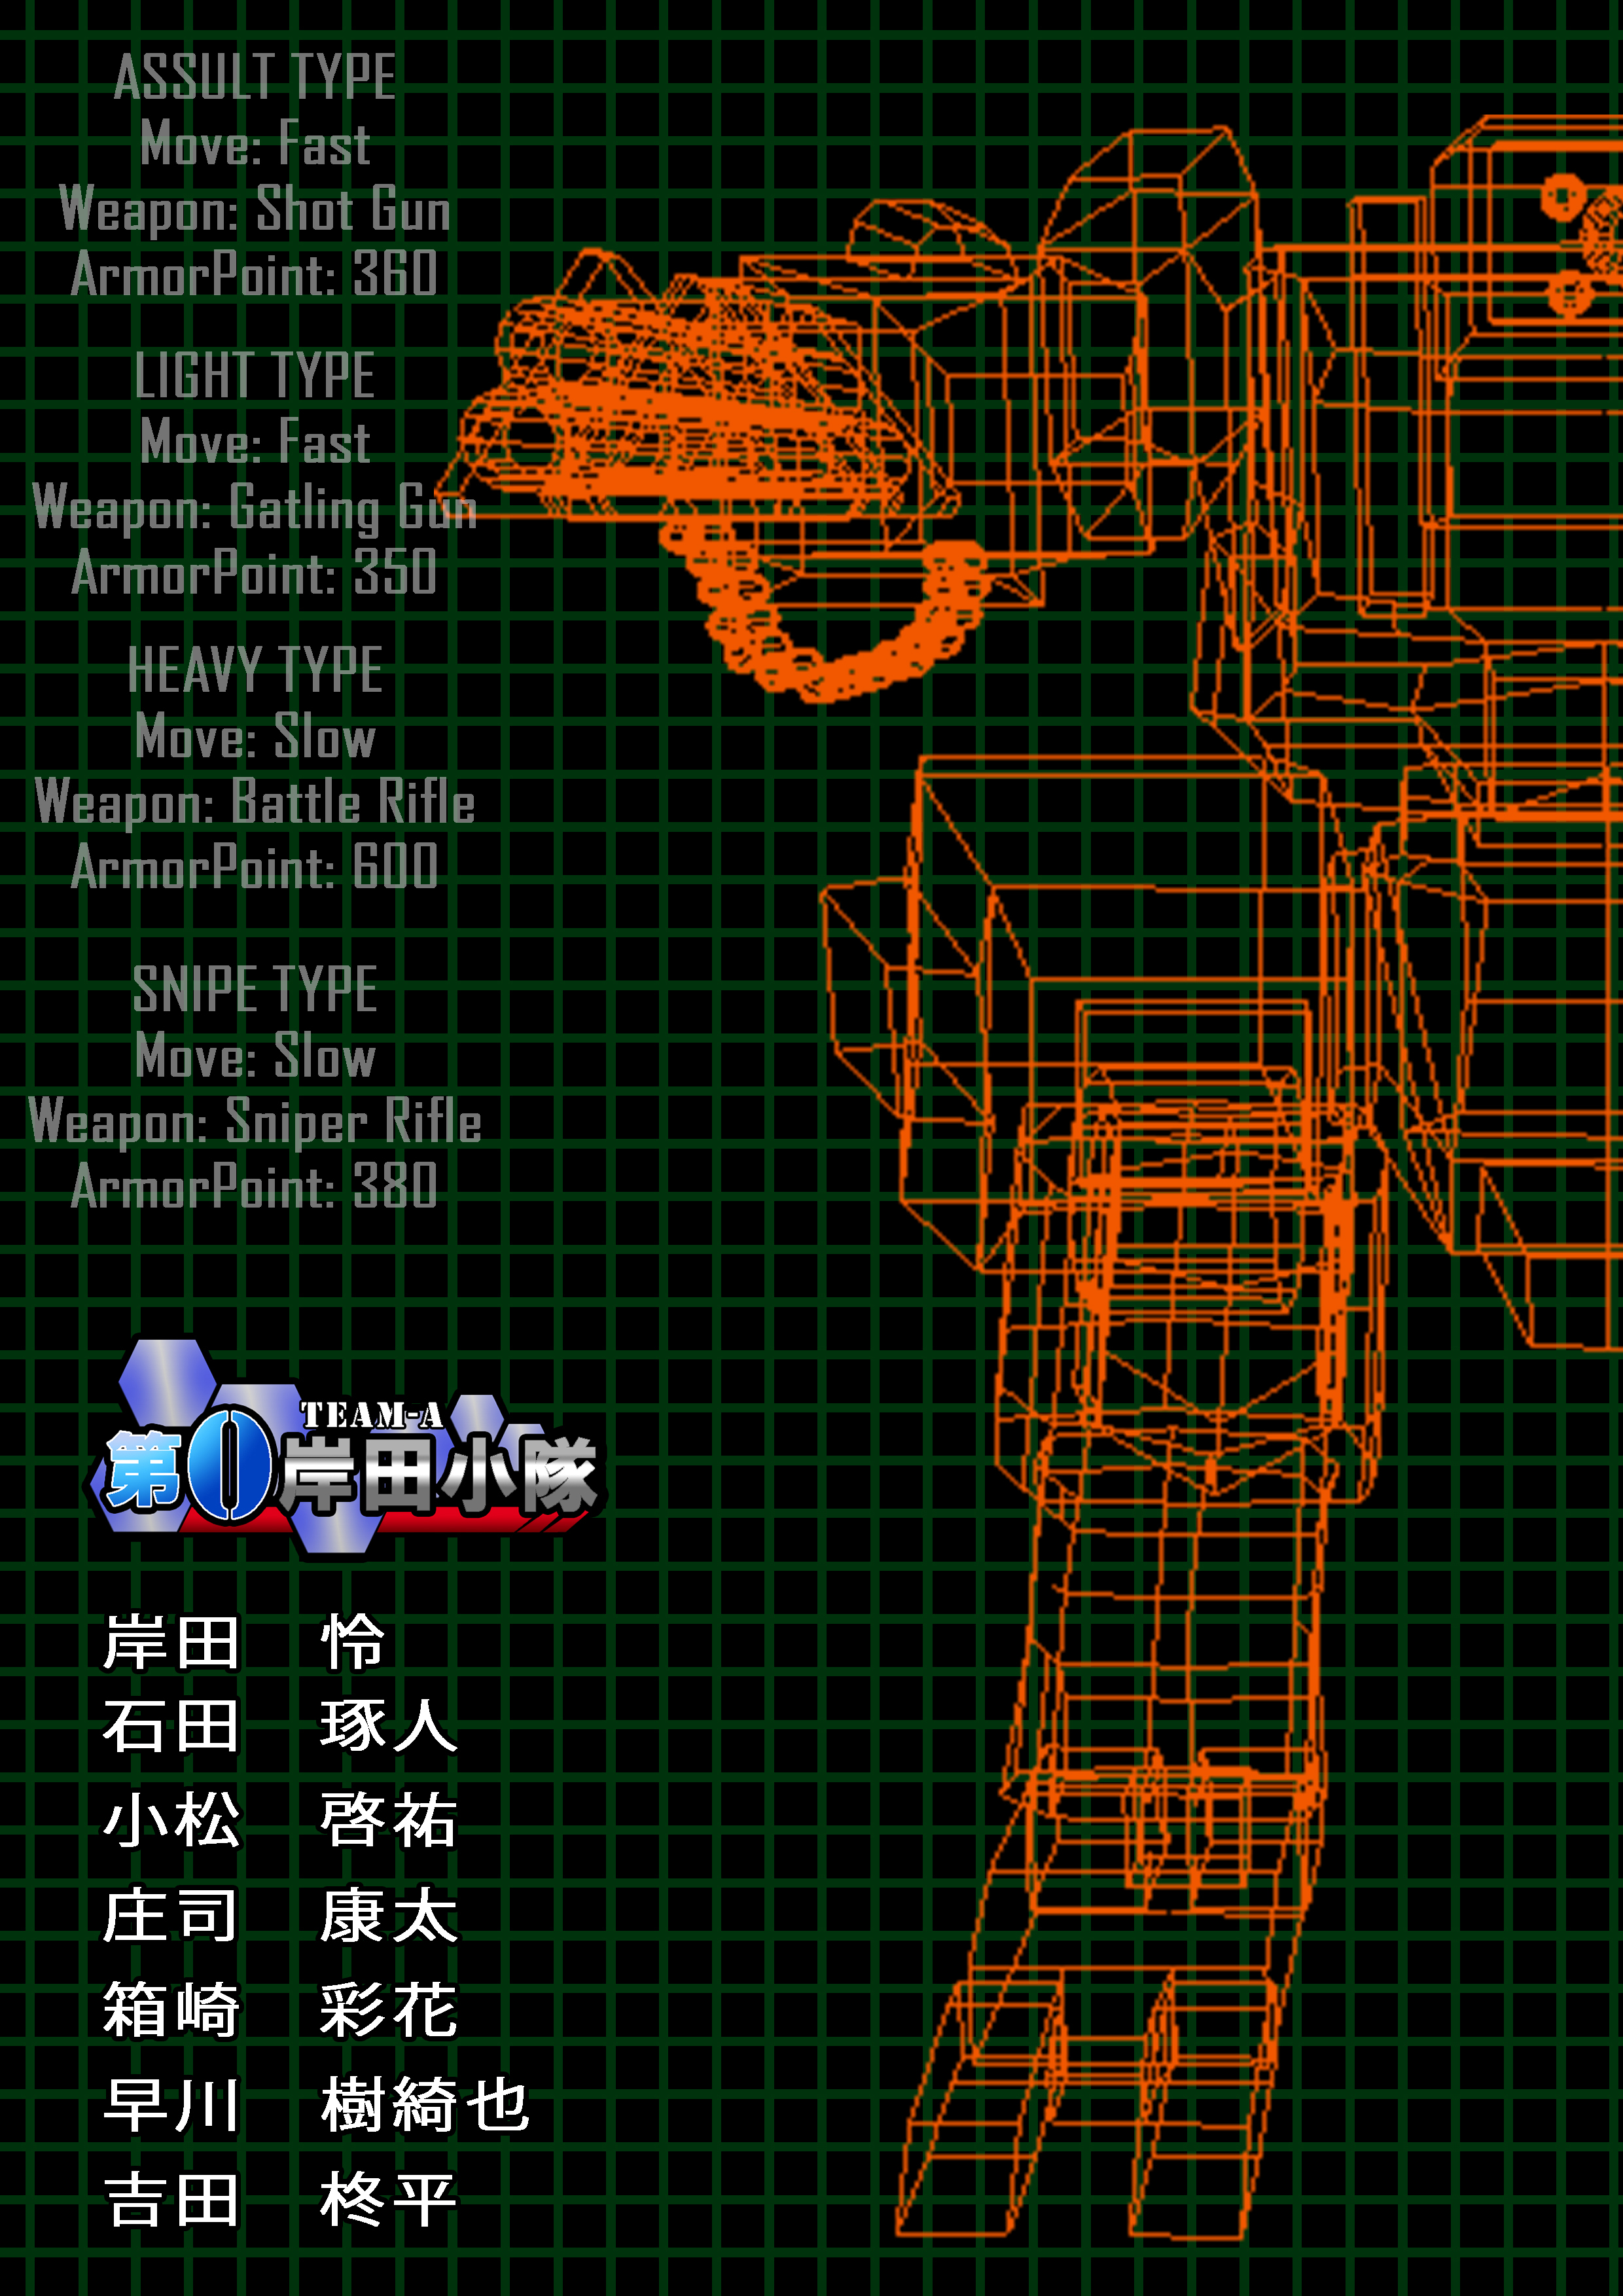 ASSULT TYPE
Move: Fast
Weapon: Shot Gun
ArmorPoint: 360
LIGHT TYPE
Move: Fast
Weapon: Gatling Gun
ArmorPoint: 350
HEAVY TYPE
Move: Slow
Weapon: Battle Rifle
ArmorPoint: 600
SNIPE TYPE
Move: Slow
Weapon: Sniper Rifle
ArmorPoint: 380
TEAM-A
第0岸田小隊
岸田 怜
石田 琢人
小松 啓祐
庄司 康太
箱崎 彩花
早川 樹綺也
吉田 柊平